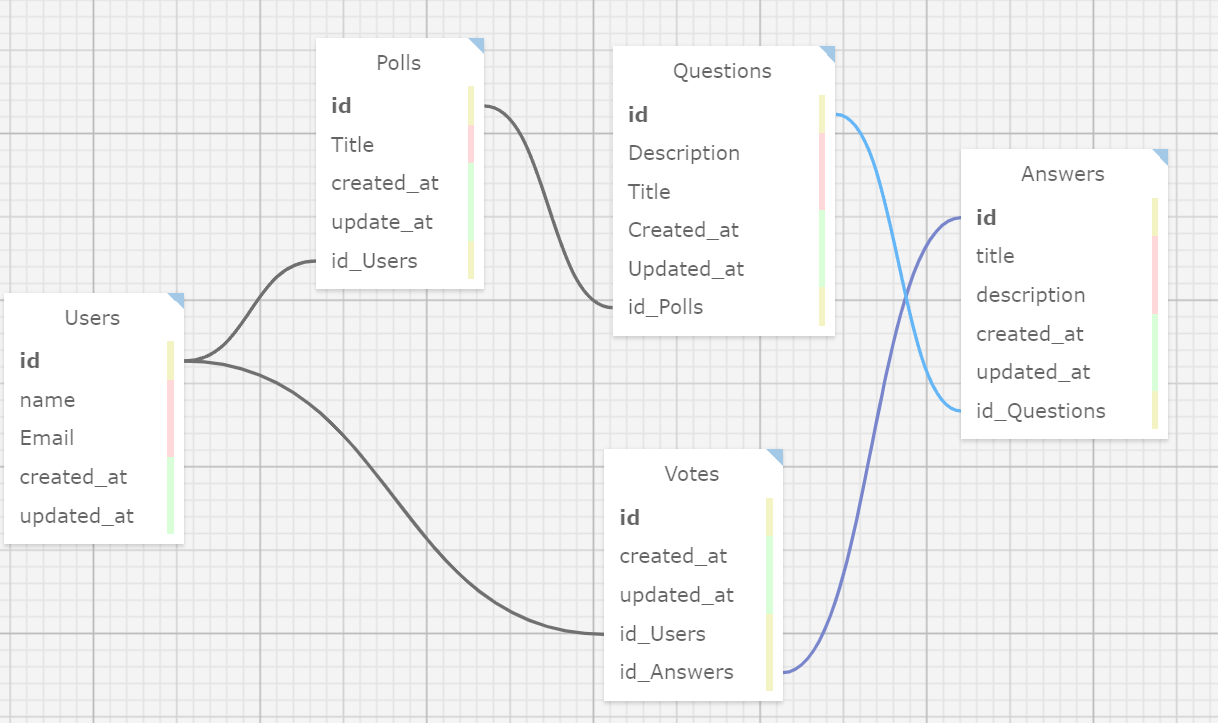 Polls
id
Title
created_at
update_at
id_Users
Questions
id
Description
Title
Created_at
Updated_at
id_Polls
Answers
id
title
description
created_at
updated_at
id_Questions
Users
id
name
Email
created_at
updated_at
Votes
id
created_at
updated_at
id_Users
id_Answers